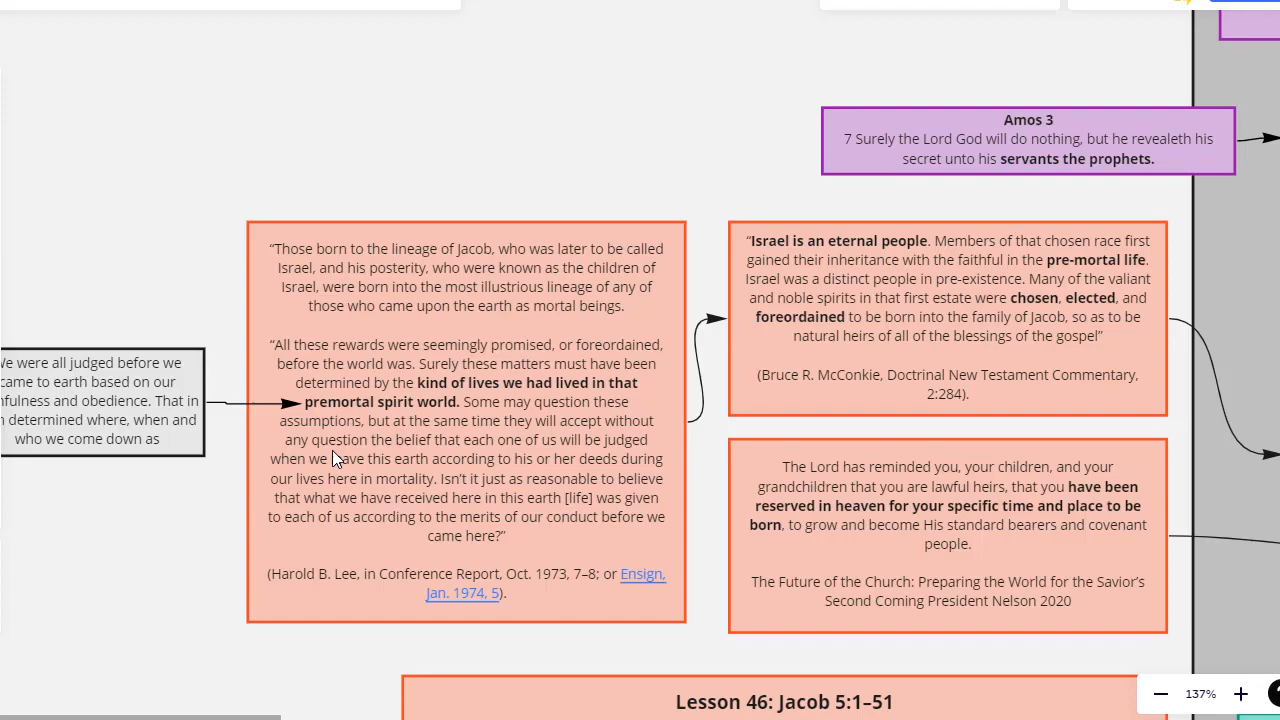 Amos 3
7 Surely the Lord God will do nothing, but he revealeth his
secret unto his servants the prophets.
We were all judged before we
came to earth based on our
and obedience. That in
determined where, when and
who we come down as
“Those born to the lineage of Jacob, who was later to be called
Israel, and his posterity, who were known as the children of
Israel, were born into the most illustrious lineage of any of
those who came upon the earth as mortal beings.
“All these rewards were seemingly promised, or foreordained,
before the world was. Surely these matters must have been
determined by the kind of lives we had lived in that
premortal spirit world. Some may question these
assumptions, but at the same time they will accept without
any question the belief that each one of us will be judged
when we leave this earth according to his or her deeds during
our lives here in mortality. Isn’t it just as reasonable to believe
that what we have received here in this earth [life] was given
to each of us according to the merits of our conduct before we
came here?”
(Harold B. Lee, in Conference Report, Oct. 1973, 7–8; or Ensign,
Jan. 1974, 5).
“Israel is an eternal people. Members of that chosen race first
gained their inheritance with the faithful in the pre-mortal life.
Israel was a distinct people in pre-existence. Many of the valiant
and noble spirits in that first estate were chosen, elected, and
foreordained to be born into the family of Jacob, so as to be
natural heirs of all of the blessings of the gospel”
(Bruce R. McConkie, Doctrinal New Testament Commentary,
2:284).
The Lord has reminded you, your children, and your
grandchildren that you are lawful heirs, that you have been
reserved in heaven for your specific time and place to be
born, to grow and become His standard bearers and covenant
people.
The Future of the Church: Preparing the World for the Savior’s
Second Coming President Nelson 2020
Lesson 46: Jacob 5:1–51
137%